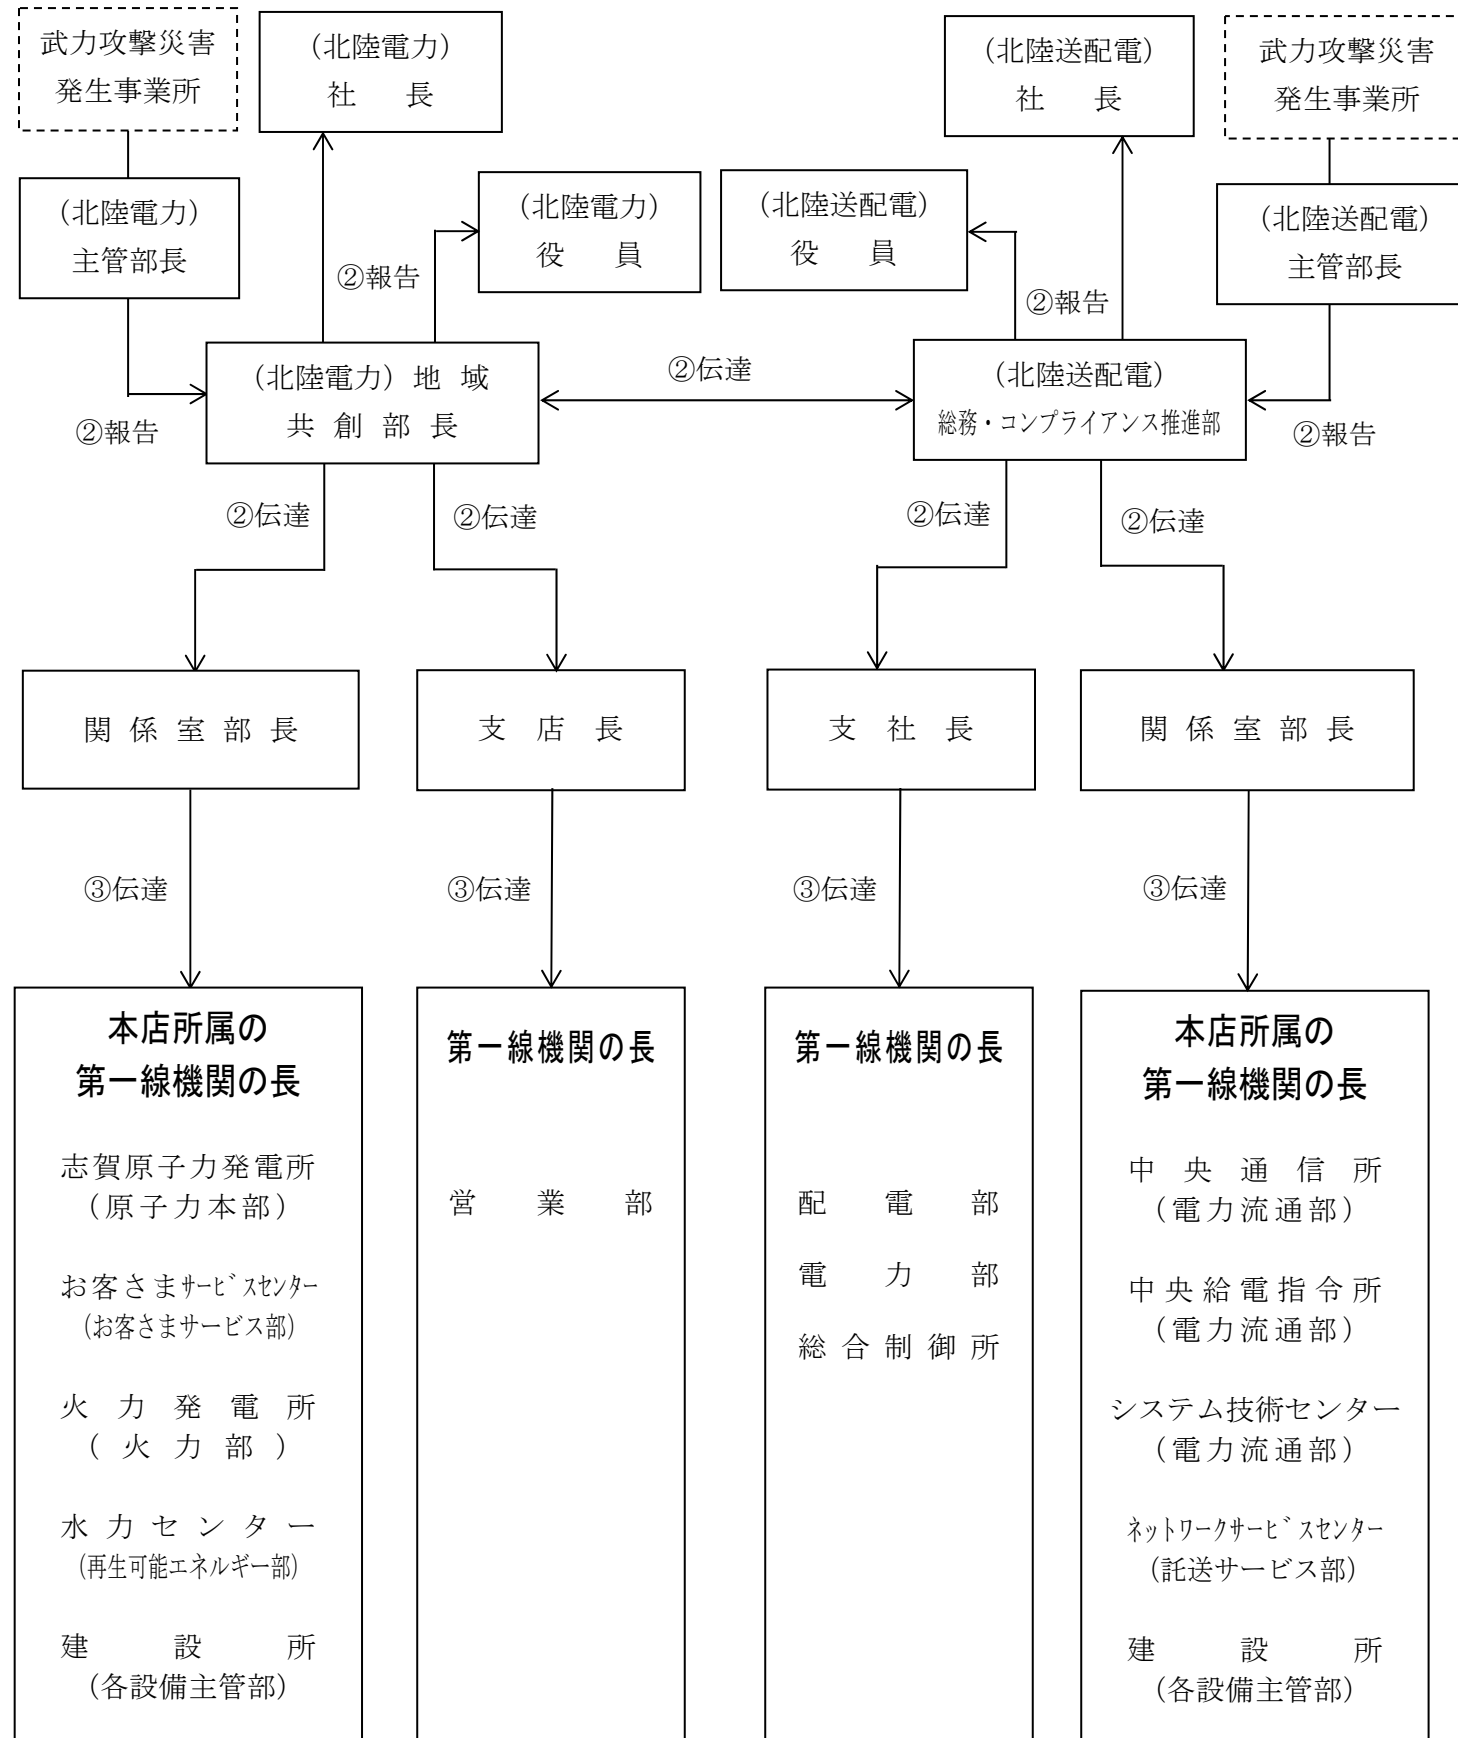 武力攻撃災害
発生事業所
(北陸電力)
社 長
(北陸送配電)
社 長
武力攻撃災害
発生事業所
(北陸電力)
主管部長
(北陸電力)
役 員
(北陸送配電)
役 員
(北陸送配電)
主管部長
②報告
②報告
(北陸電力) 地 域
共 創 部 長
②伝達
(北陸送配電)
総務・コンプライアンス推進部
②報告
②報告
②伝達
②伝達
②伝達
②伝達
関 係 室 部 長
支 店 長
支 社 長
関 係 室 部 長
③伝達
③伝達
③伝達
③伝達
本店所属の
第一線機関の長
志賀原子力発電所
(原子力本部)
お客さまサービスセンター
(お客さまサービス部)
火 力 発 電 所
( 火 力 部 )
水 力 セ ン タ ー
(再生可能エネルギー部)
建 設 所
(各設備主管部)
第一線機関の長
営 業 部
第一線機関の長
配 電 部
電 力 部
総 合 制 御 所
本店所属の
第一線機関の長
中 央 通 信 所
(電力流通部)
中 央 給 電 指 令 所
(電力流通部)
システム技術センター
(電力流通部)
ネットワークサービスセンター
(託送サービス部)
建 設 所
(各設備主管部)